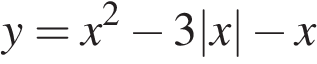 y = x² − 3|x| − x